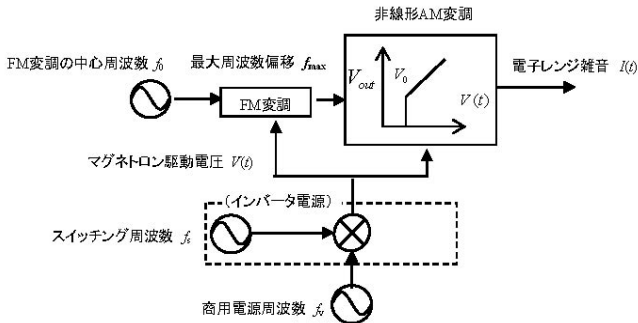 非線形AM変調
FM変調の中心周波数 f₀
最大周波数偏移 fmax
FM変調
Vout
V₀
V(t)
電子レンジ雑音 I(t)
マグネトロン駆動電圧 V(t)
(インバータ電源)
スイッチング周波数 fs
商用電源周波数